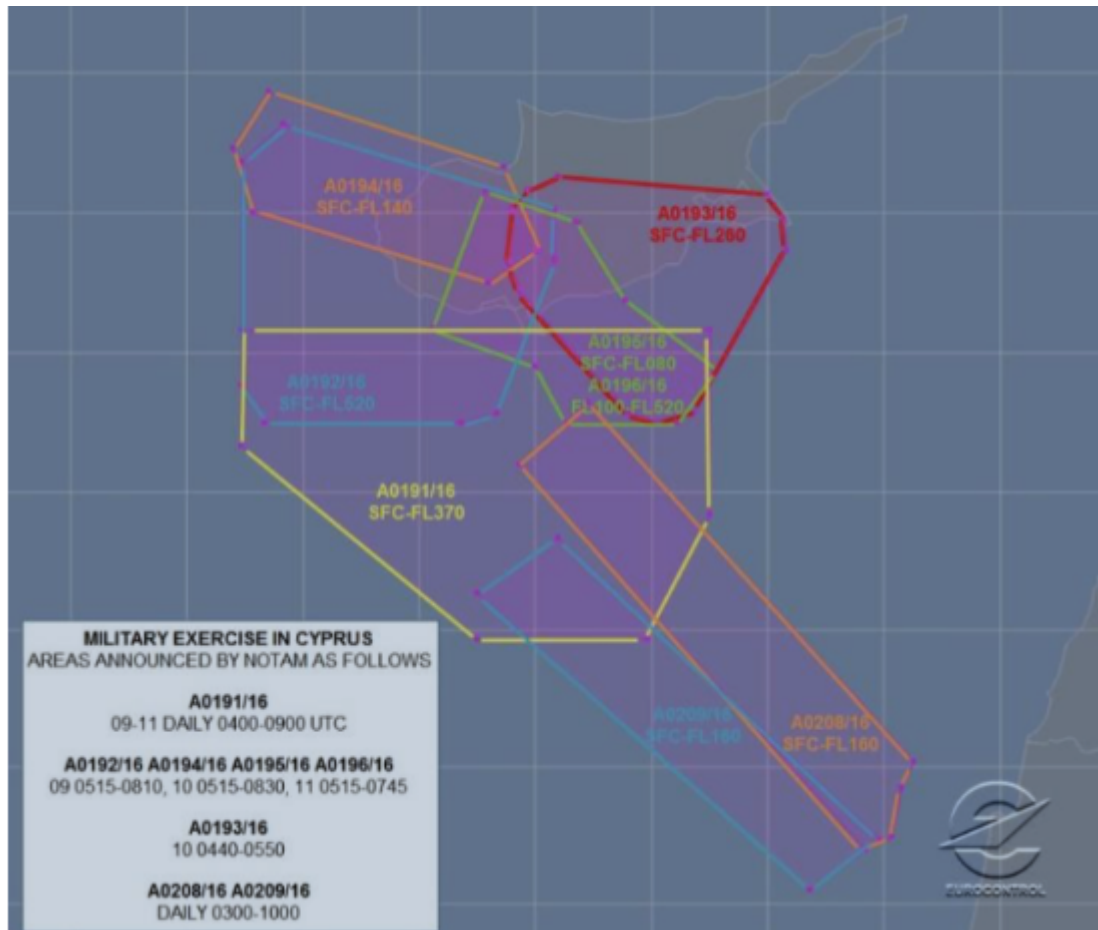 A0194/16
SFC-FL140
A0193/16
SFC-FL260
A0195/16
SFC-FL080
A0196/16
FL100-FL520
A0192/16
SFC-FL520
A0191/16
SFC-FL370
A0209/16
SFC-FL160
A0208/16
SFC-FL160
MILITARY EXERCISE IN CYPRUS
AREAS ANNOUNCED BY NOTAM AS FOLLOWS
A0191/16
09-11 DAILY 0400-0900 UTC
A0192/16 A0194/16 A0195/16 A0196/16
09 0515-0810, 10 0515-0830, 11 0515-0745
A0193/16
10 0440-0550
A0208/16 A0209/16
DAILY 0300-1000
EUROCONTROL